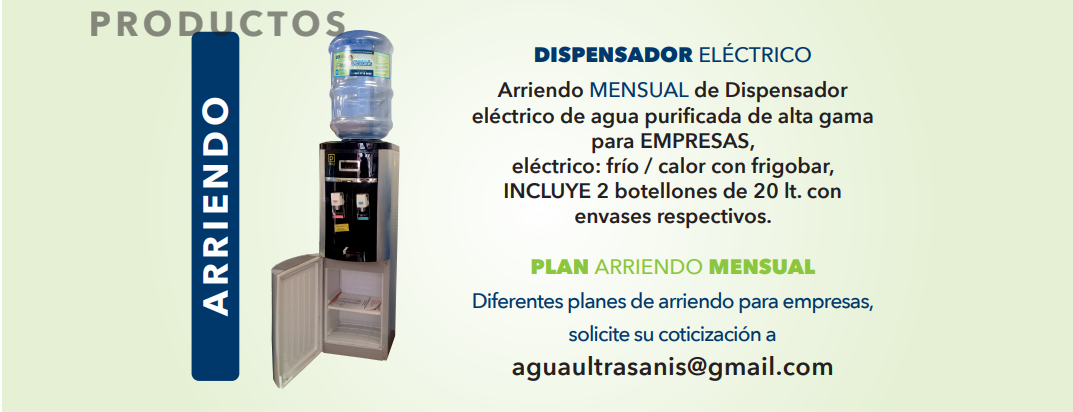 PRODUCTOS
ARRIENDO
DISPENSADOR ELÉCTRICO
Arriendo MENSUAL de Dispensador
eléctrico de agua purificada de alta gama
para EMPRESAS,
eléctrico: frío / calor con frigobar,
INCLUYE 2 botellones de 20 lt. con
envases respectivos.
PLAN ARRIENDO MENSUAL
Diferentes planes de arriendo para empresas,
solicite su coticización a
aguaultrasanis@gmail.com